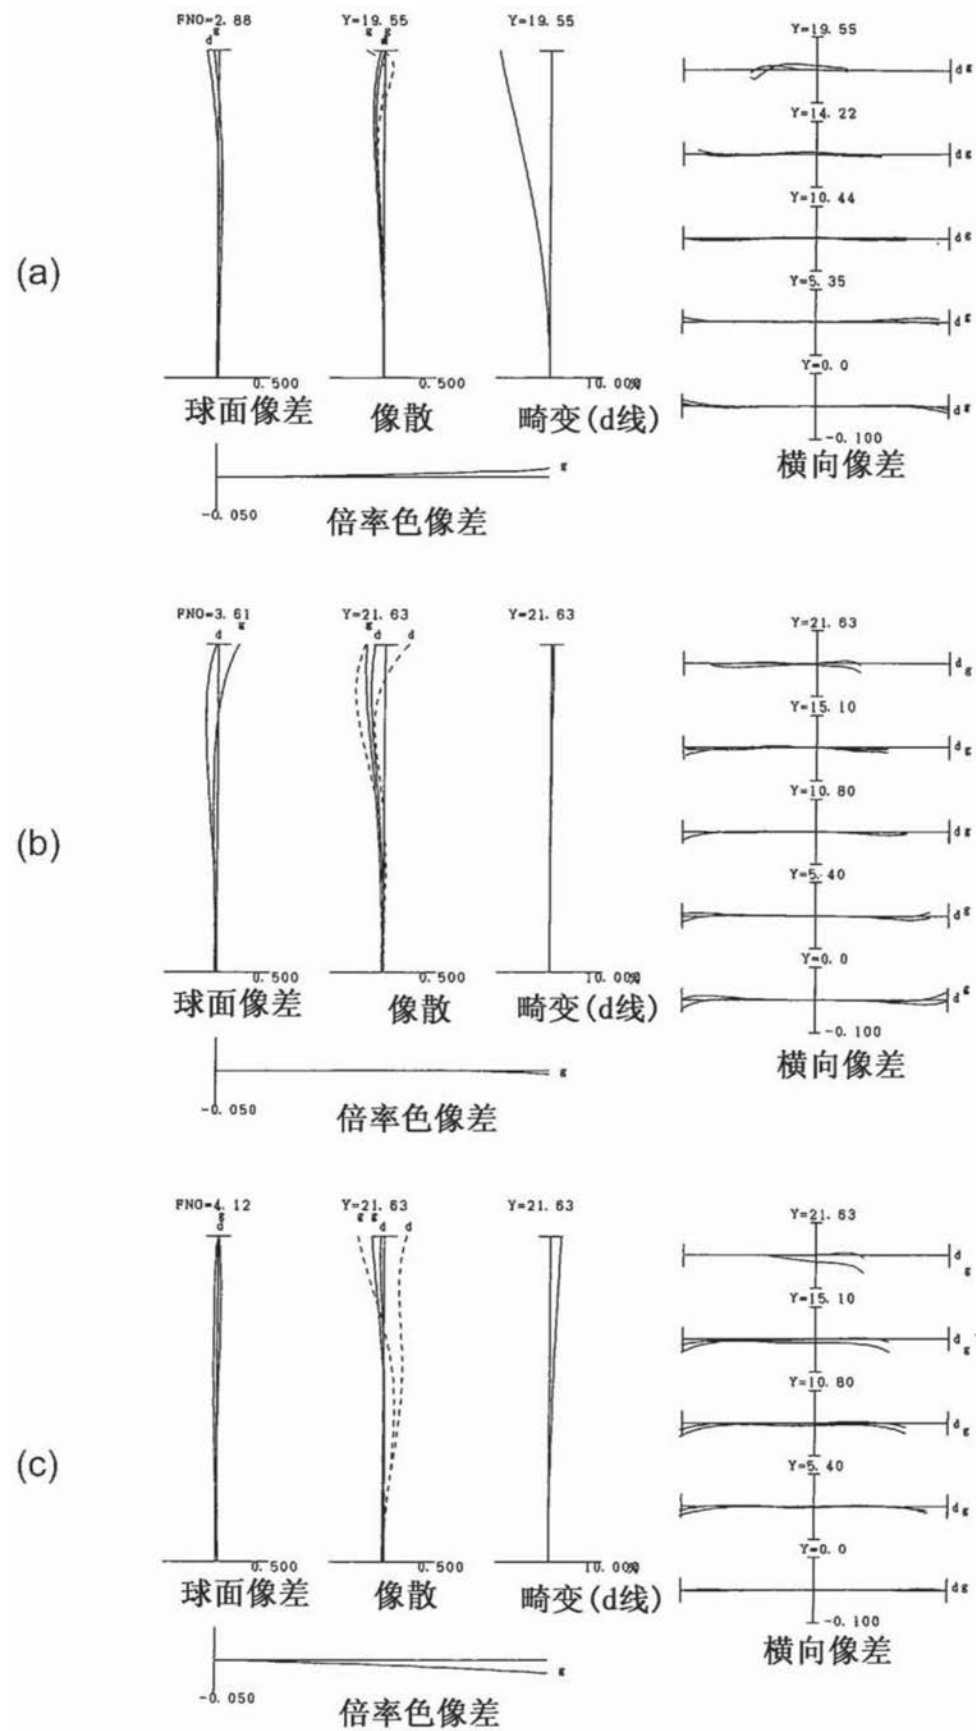 (a)
FNO=2.88
g
d
0.500
球面像差
Y=19.55
g g
d
0.500
像散
Y=19.55
10.00%
畸变(d线)
Y=19.55
d g
Y=14.22
d g
Y=10.44
d g
Y=5.35
d g
Y=0.0
d g
-0.100
横向像差
g
-0.050
倍率色像差
(b)
FNO=3.61
d
g
0.500
球面像差
Y=21.63
g d d
0.500
像散
Y=21.63
10.00%
畸变(d线)
Y=21.63
d g
Y=15.10
d g
Y=10.80
d g
Y=5.40
d g
Y=0.0
d g
-0.100
横向像差
g
-0.050
倍率色像差
(c)
FNO=4.12
g
d
0.500
球面像差
Y=21.63
g g d d
0.500
像散
Y=21.63
10.00%
畸变(d线)
Y=21.63
d g
Y=15.10
d g
Y=10.80
d g
Y=5.40
d g
Y=0.0
d g
-0.100
横向像差
g
-0.050
倍率色像差